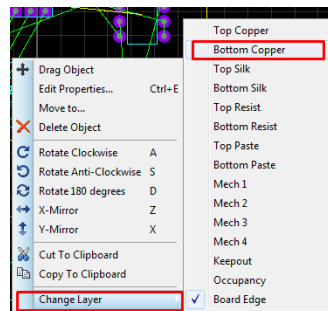 Drag Object
Edit Properties... Ctrl+E
Move to...
Delete Object
Rotate Clockwise A
Rotate Anti-Clockwise S
Rotate 180 degrees D
X-Mirror Z
Y-Mirror X
Cut To Clipboard
Copy To Clipboard
Change Layer
Top Copper
Bottom Copper
Top Silk
Bottom Silk
Top Resist
Bottom Resist
Top Paste
Bottom Paste
Mech 1
Mech 2
Mech 3
Mech 4
Keepout
Occupancy
Board Edge